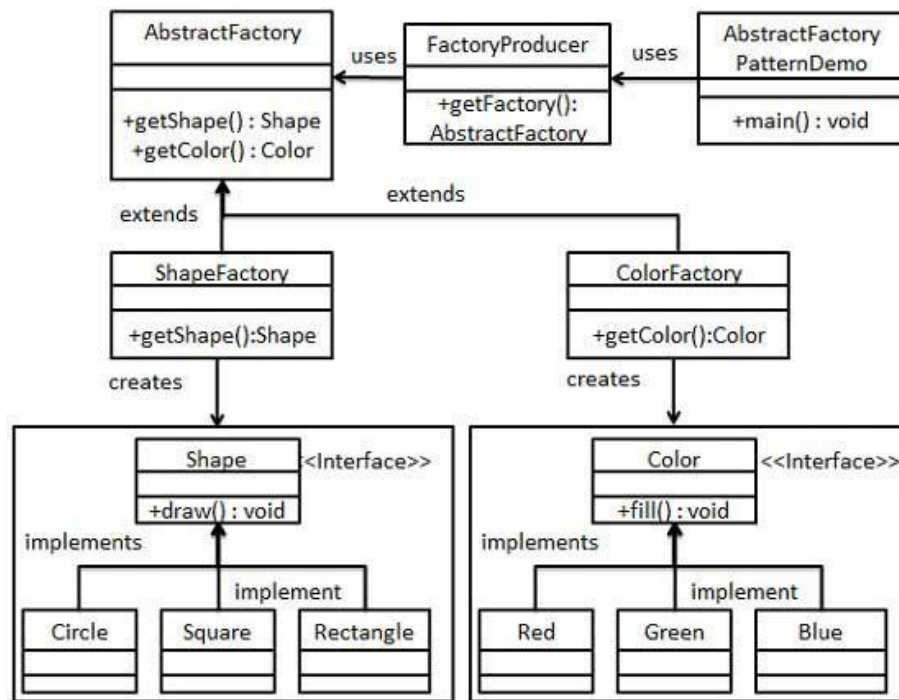 AbstractFactory
+getShape() : Shape
+getColor() : Color
uses
FactoryProducer
+getFactory():
AbstractFactory
uses
AbstractFactory
PatternDemo
+main() : void
extends
extends
ShapeFactory
+getShape():Shape
ColorFactory
+getColor():Color
creates
creates
Shape
<<Interface>>
+draw() : void
implements
implement
Circle
Square
Rectangle
Color
<<Interface>>
+fill() : void
implements
implement
Red
Green
Blue